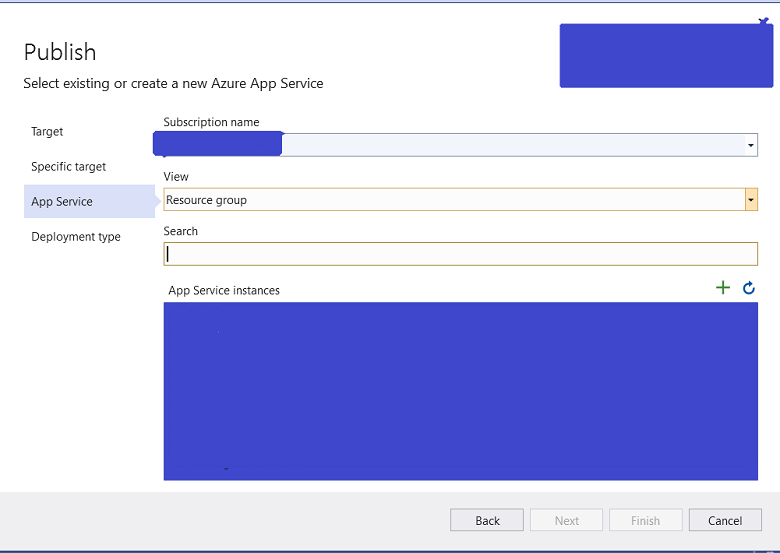 Publish
Select existing or create a new Azure App Service
Target
Specific target
App Service
Deployment type
Subscription name
View
Resource group
Search
App Service instances
Back
Next
Finish
Cancel